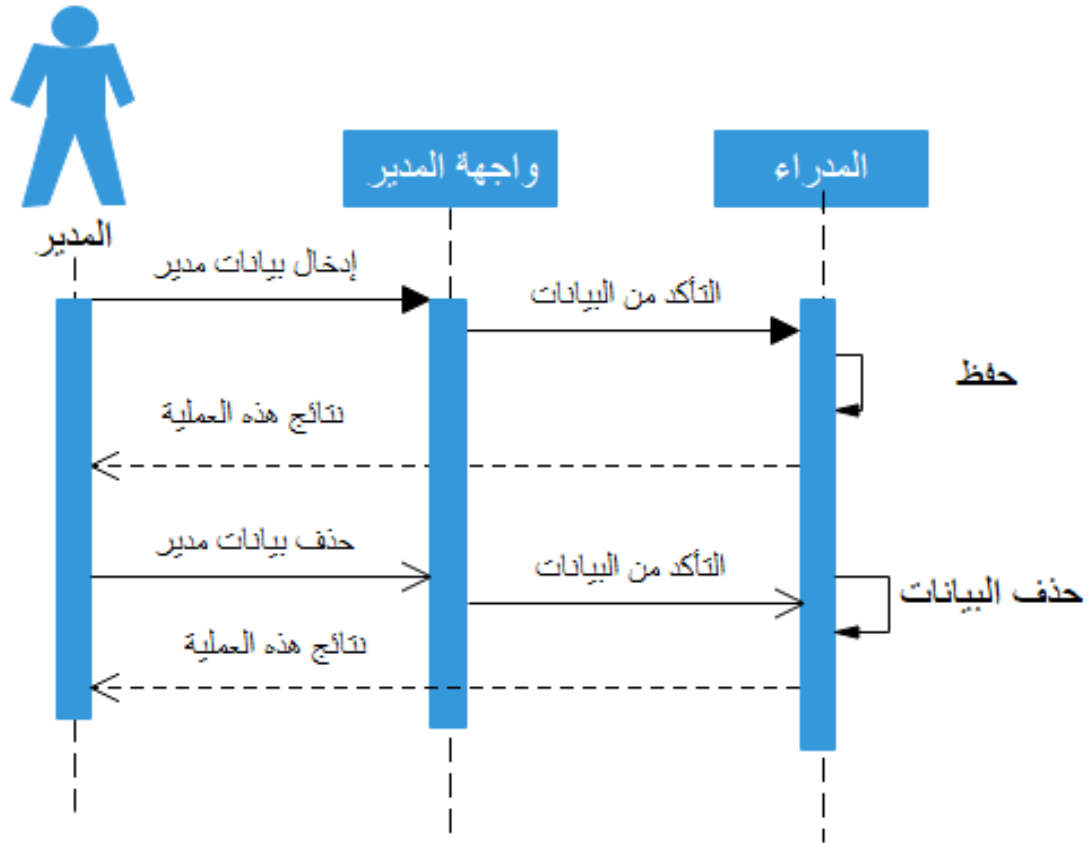 واجهة المدير
المدراء
المدير
إدخال بيانات مدير
التأكد من البيانات
حفظ
نتائج هذه العملية
حذف بيانات مدير
التأكد من البيانات
حذف البيانات
نتائج هذه العملية